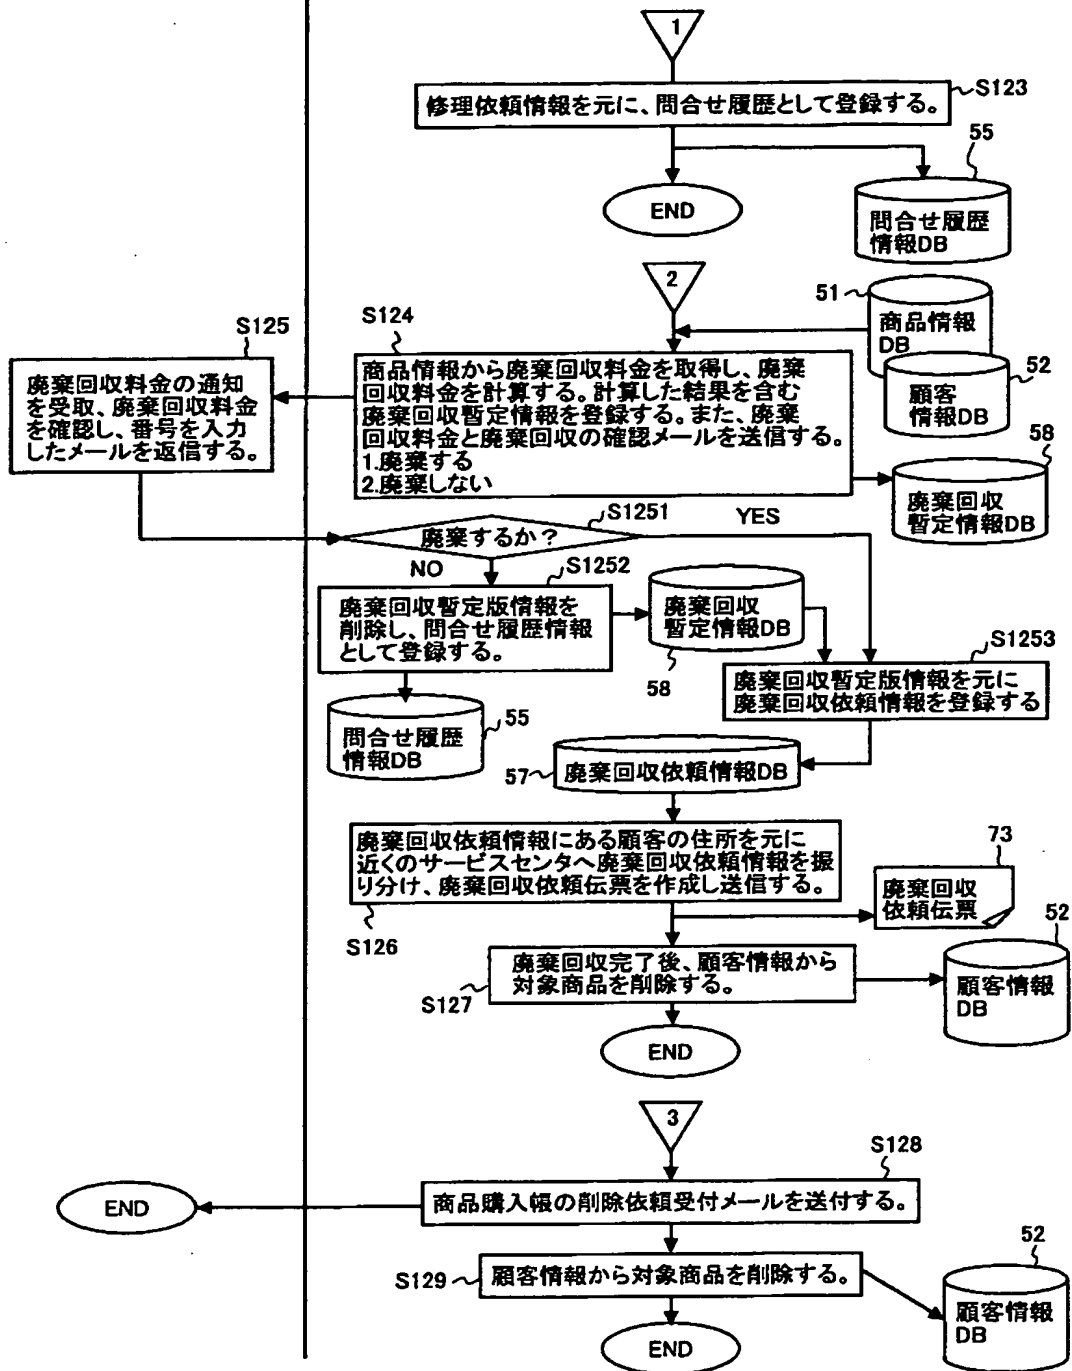 1
S123
修理依頼情報を元に、問合せ履歴として登録する。
55
END
問合せ履歴
情報DB
2
51
商品情報
DB
S124
S125
52
顧客
情報DB
商品情報から廃棄回収料金を取得し、廃棄
回収料金を計算する。計算した結果を含む
廃棄回収暫定情報を登録する。また、廃棄
回収料金と廃棄回収の確認メールを送信する。
1.廃棄する
2.廃棄しない
廃棄回収料金の通知
を受取、廃棄回収料金
を確認し、番号を入力
したメールを返信する。
58
廃棄回収
暫定情報DB
S1251
YES
廃棄するか?
NO
S1252
廃棄回収暫定版情報を
削除し、問合せ履歴情報
として登録する。
廃棄回収
暫定情報DB
58
S1253
廃棄回収暫定版情報を元に
廃棄回収依頼情報を登録する
55
問合せ履歴
情報DB
57
廃棄回収依頼情報DB
廃棄回収依頼情報にある顧客の住所を元に
近くのサービスセンタへ廃棄回収依頼情報を振
り分け、廃棄回収依頼伝票を作成し送信する。
S126
73
廃棄回収
依頼伝票
52
廃棄回収完了後、顧客情報から
対象商品を削除する。
S127
顧客情報
DB
END
3
S128
商品購入帳の削除依頼受付メールを送付する。
END
52
S129
顧客情報から対象商品を削除する。
顧客情報
DB
END